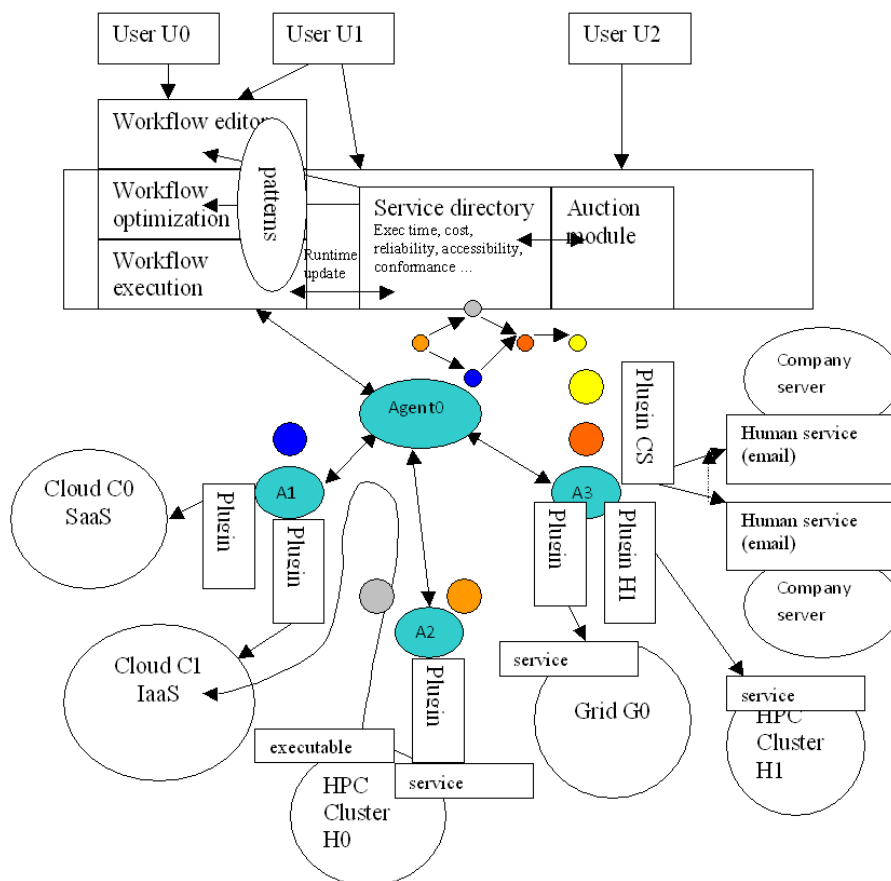 User U0
User U1
User U2
Workflow editor
patterns
Workflow
optimization
Service directory
Exec time, cost,
reliability, accessibility,
conformance ...
Auction
module
Workflow
execution
Runtime
update
Agent0
Company
server
Plugin CS
Human service
(email)
Cloud C0
SaaS
A1
Plugin
Plugin
A3
Plugin
Plugin H1
Human service
(email)
Company
server
A2
Plugin
Cloud C1
IaaS
service
Grid G0
service
HPC
Cluster
H1
executable
service
HPC
Cluster
H0